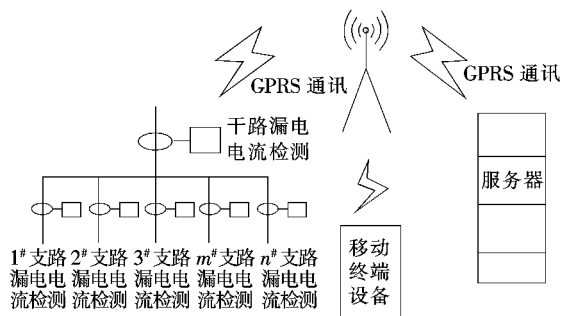 GPRS 通讯
GPRS 通讯
干路漏电
电流检测
服务器
1# 支路
漏电电
流检测
2# 支路
漏电电
流检测
3# 支路
漏电电
流检测
m# 支路
漏电电
流检测
n# 支路
漏电电
流检测
移动
终端
设备